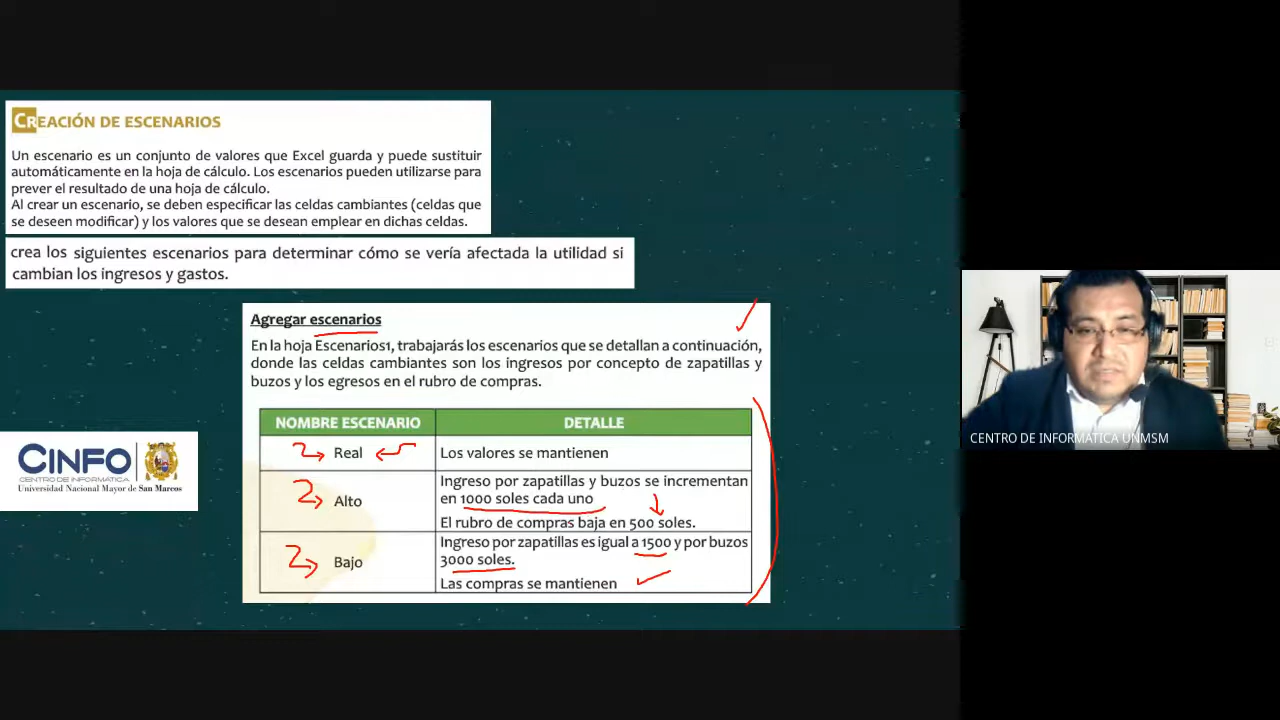 CREACIÓN DE ESCENARIOS
Un escenario es un conjunto de valores que Excel guarda y puede sustituir
automáticamente en la hoja de cálculo. Los escenarios pueden utilizarse para
prever el resultado de una hoja de cálculo.
Al crear un escenario, se deben especificar las celdas cambiantes (celdas que
se deseen modificar) y los valores que se desean emplear en dichas celdas.
crea los siguientes escenarios para determinar cómo se vería afectada la utilidad si
cambian los ingresos y gastos.
Agregar escenarios
En la hoja Escenarios1, trabajarás los escenarios que se detallan a continuación,
donde las celdas cambiantes son los ingresos por concepto de zapatillas y
buzos y los egresos en el rubro de compras.
NOMBRE ESCENARIO DETALLE
Real Los valores se mantienen
Alto Ingreso por zapatillas y buzos se incrementan
en 1000 soles cada uno
El rubro de compras baja en 500 soles.
Bajo Ingreso por zapatillas es igual a 1500 y por buzos
3000 soles.
Las compras se mantienen
CINFO
CENTRO DE INFORMÁTICA
Universidad Nacional Mayor de San Marcos
CENTRO DE INFORMATICA UNMSM